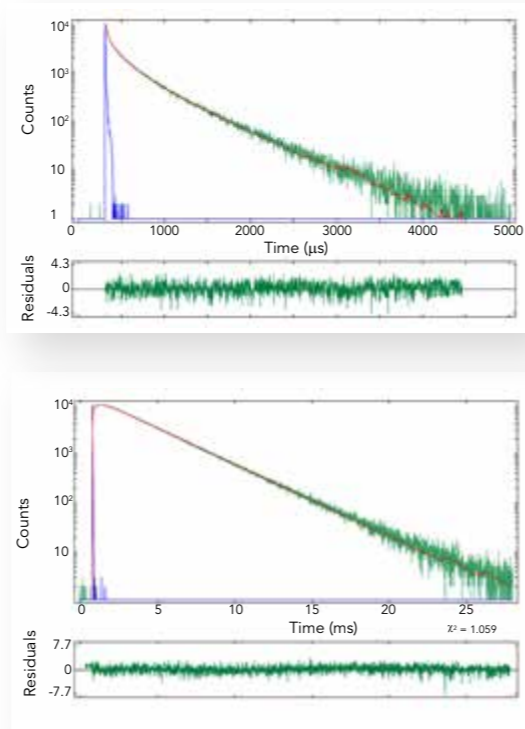 10⁴
10³
Counts
10²
10
1
0 1000 2000 3000 4000 5000
Time (µs)
4.3
Residuals 0
-4.3
10⁴
10³
Counts
10²
10
0 5 10 15 20 25
Time (ms) χ² = 1.059
7.7
Residuals 0
-7.7